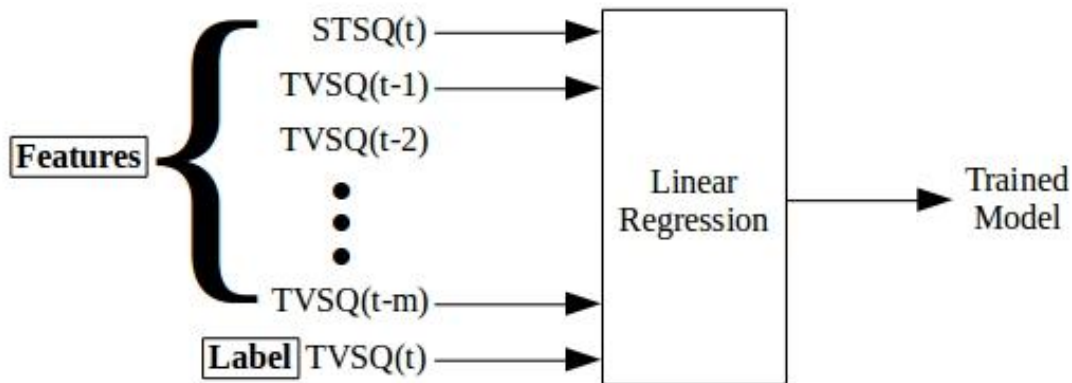 STSQ(t)
TVSQ(t-1)
TVSQ(t-2)
Features
TVSQ(t-m)
Label TVSQ(t)
Linear
Regression
Trained
Model